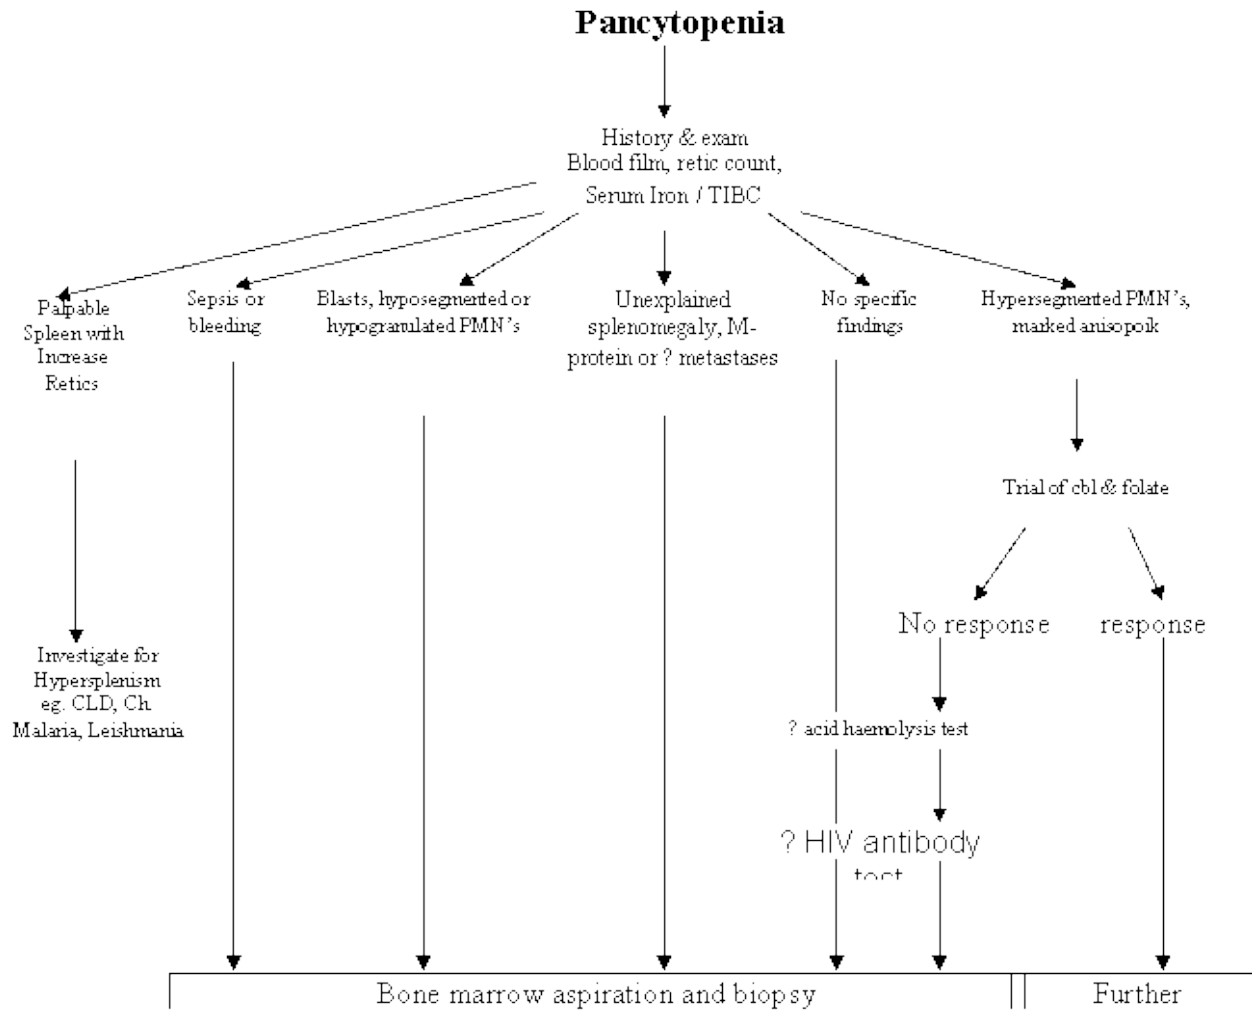 Pancytopenia
History & exam
Blood film, retic count,
Serum Iron / TIBC
Palpable
Spleen with
Increase
Retics
Sepsis or
bleeding
Blasts, hyposegmented or
hypogranulated PMN's
Unexplained
splenomegaly, M-
protein or ? metastases
No specific
findings
Hypersegmented PMN's,
marked anisopoik
Trial of cbl & folate
No response
response
Investigate for
Hypersplenism
eg. CLD, Ch.
Malaria, Leishmania
? acid haemolysis test
? HIV antibody
test
Bone marrow aspiration and biopsy
Further